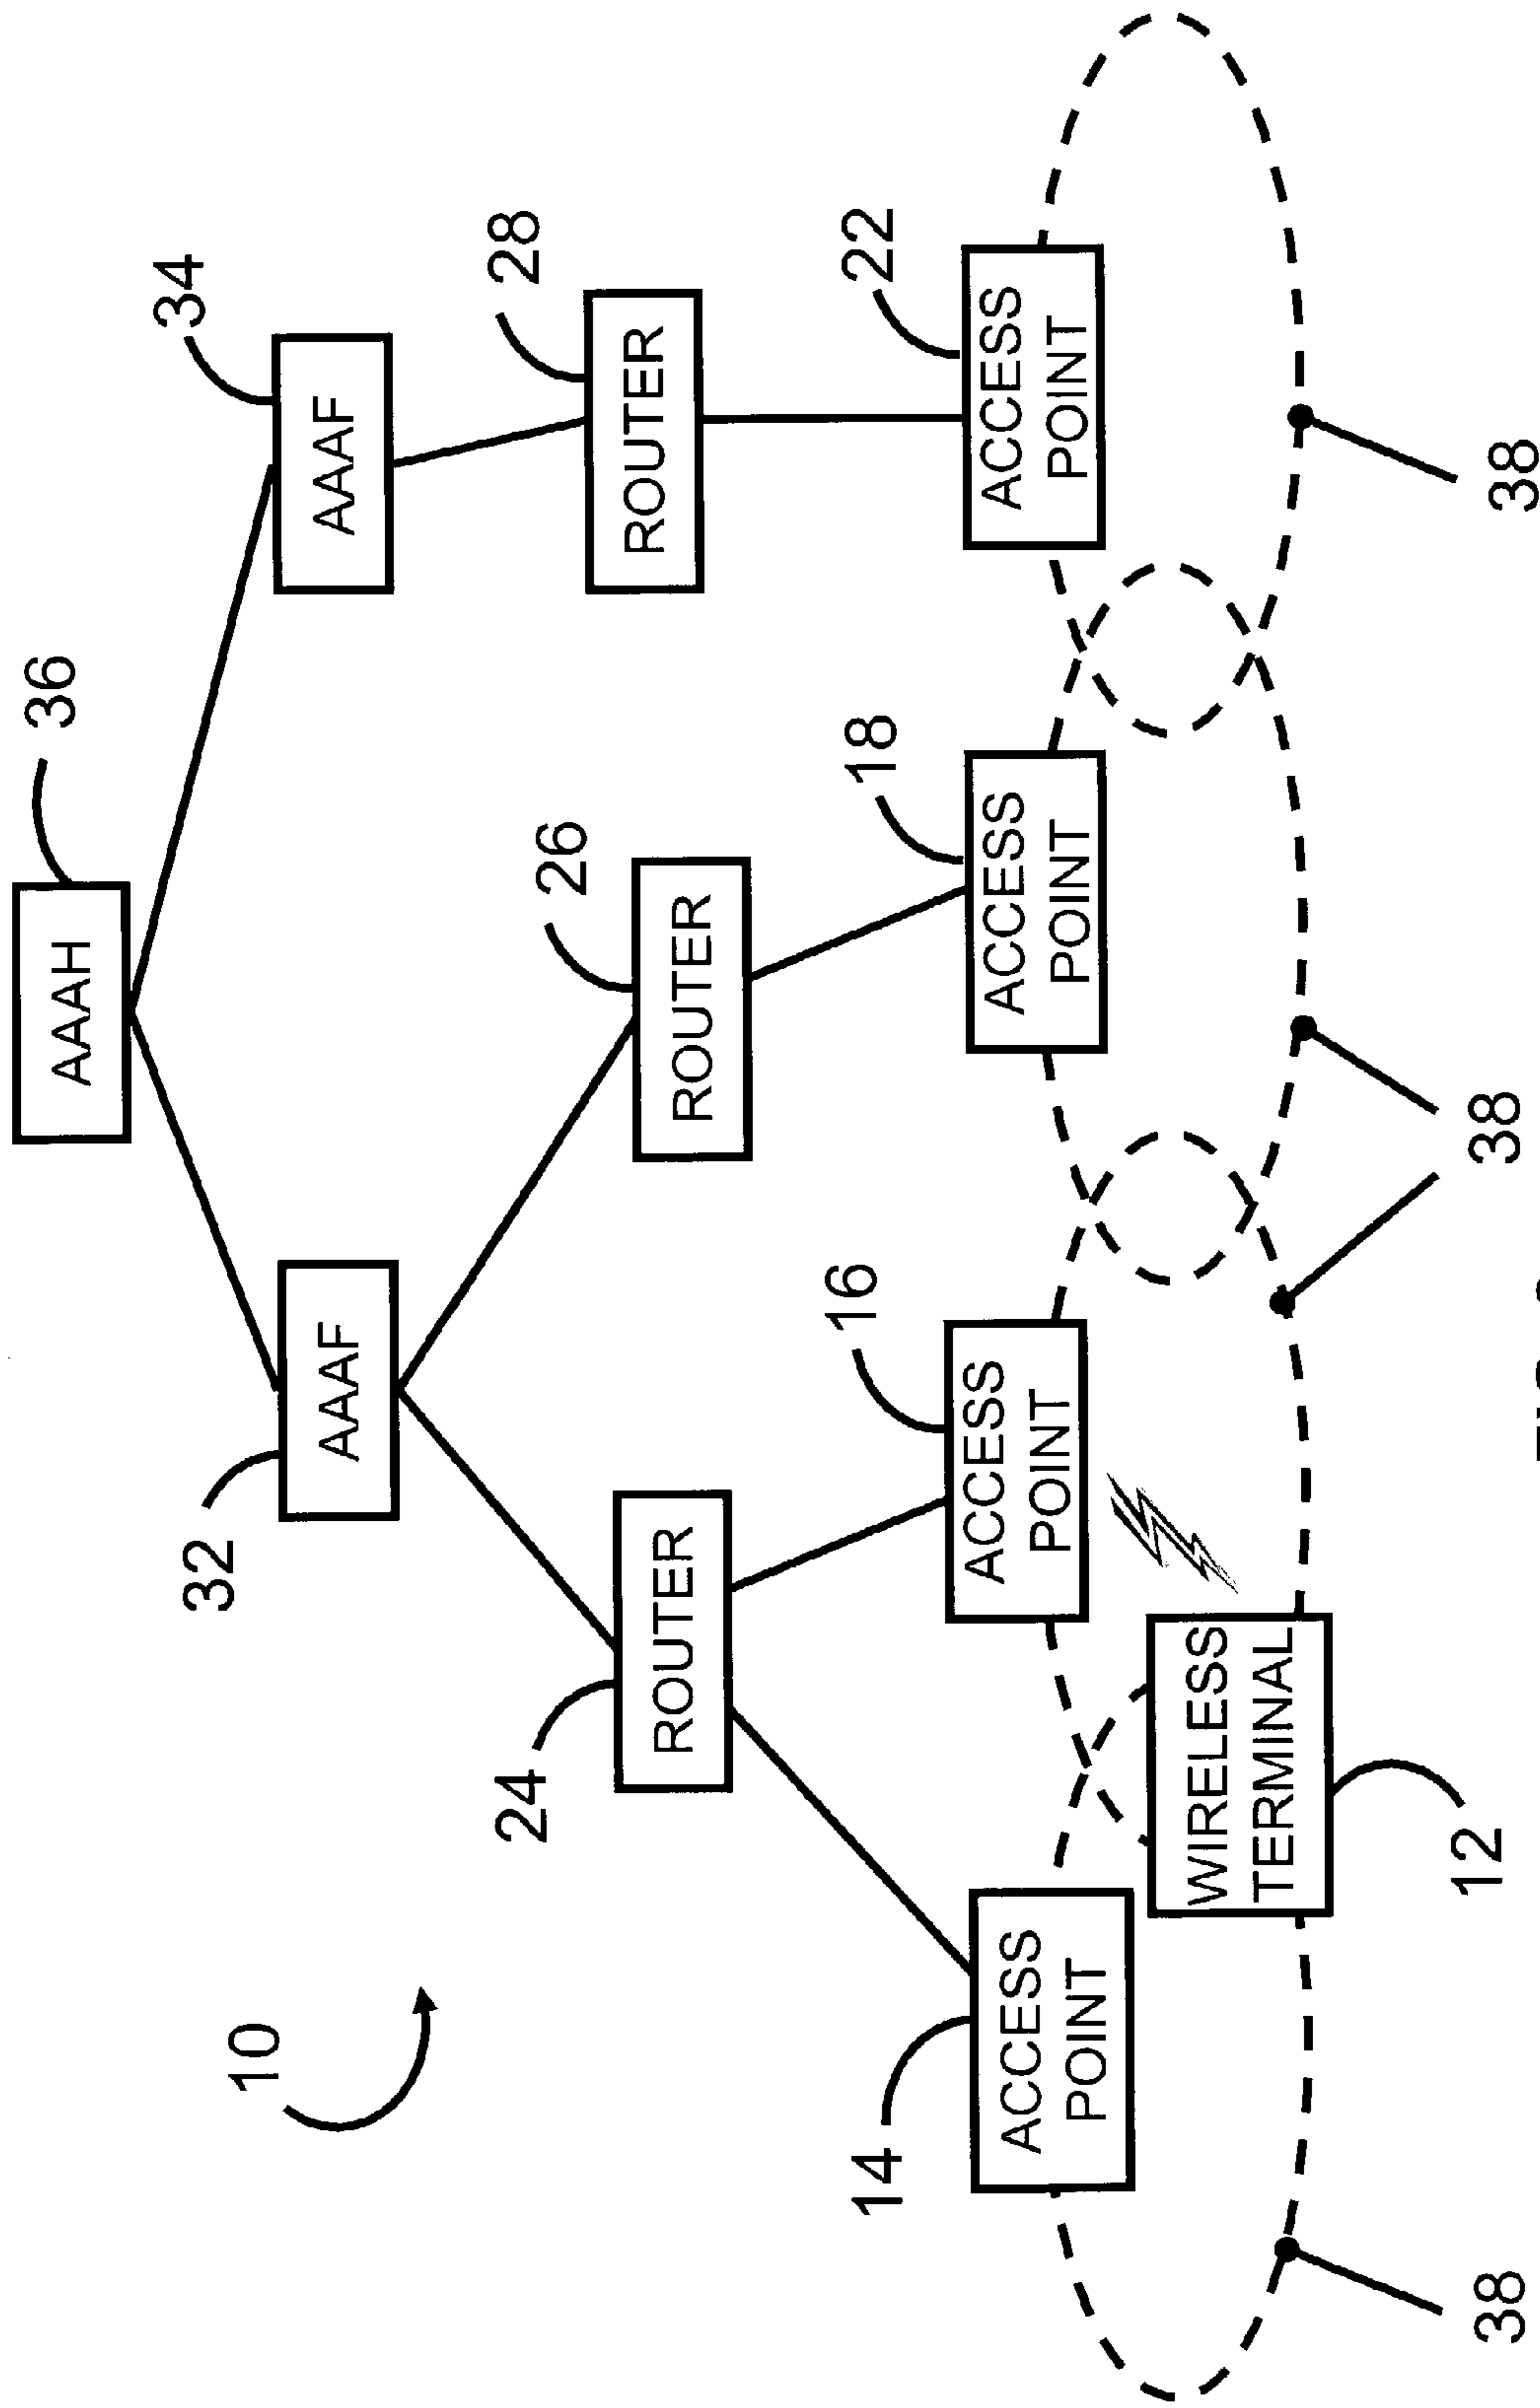 36
AAAH
34
32
AAAF
AAAF
28
10
24
26
ROUTER
ROUTER
ROUTER
22
14
16
18
ACCESS
POINT
ACCESS
POINT
ACCESS
POINT
ACCESS
POINT
WIRELESS
TERMINAL
12
38
38
38